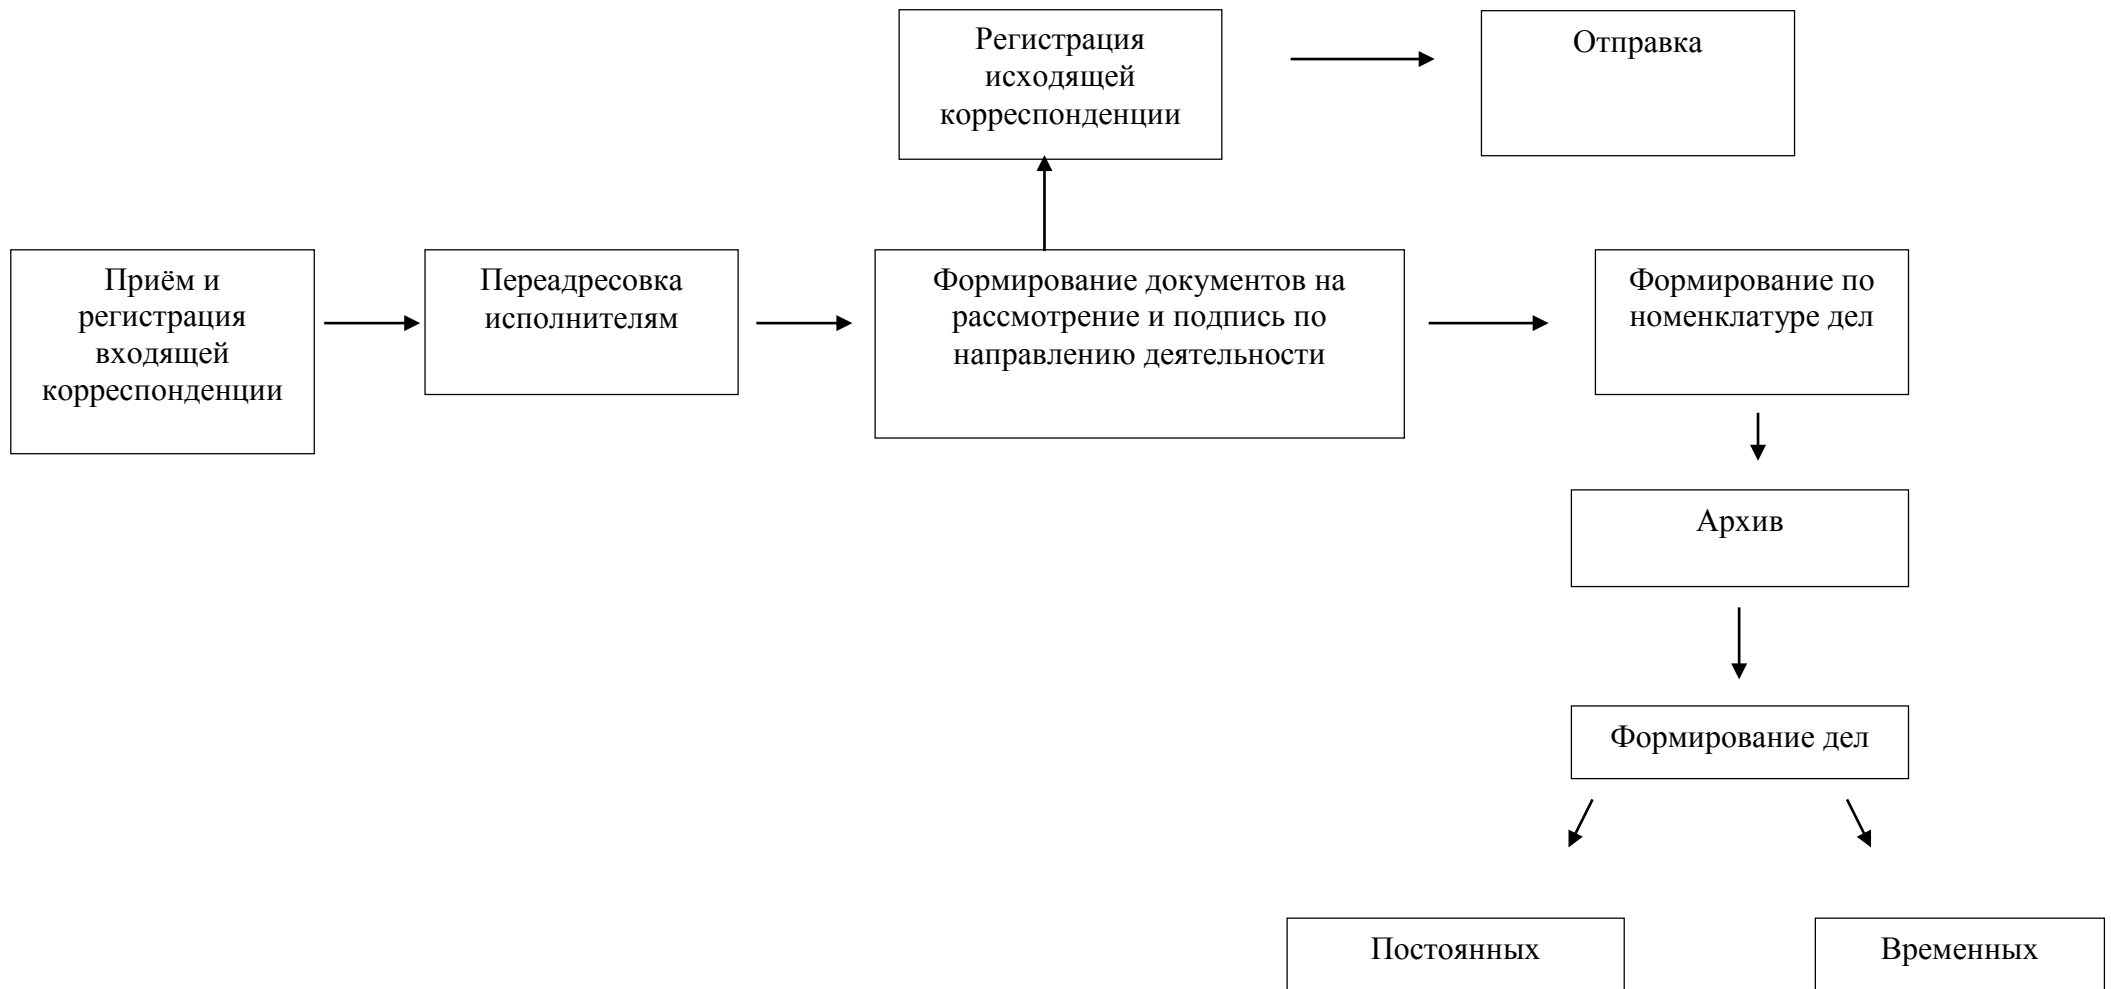 Регистрация
исходящей
корреспонденции
Отправка
Приём и
регистрация
входящей
корреспонденции
Переадресовка
исполнителям
Формирование документов на
рассмотрение и подпись по
направлению деятельности
Формирование по
номенклатуре дел
Архив
Формирование дел
Постоянных
Временных